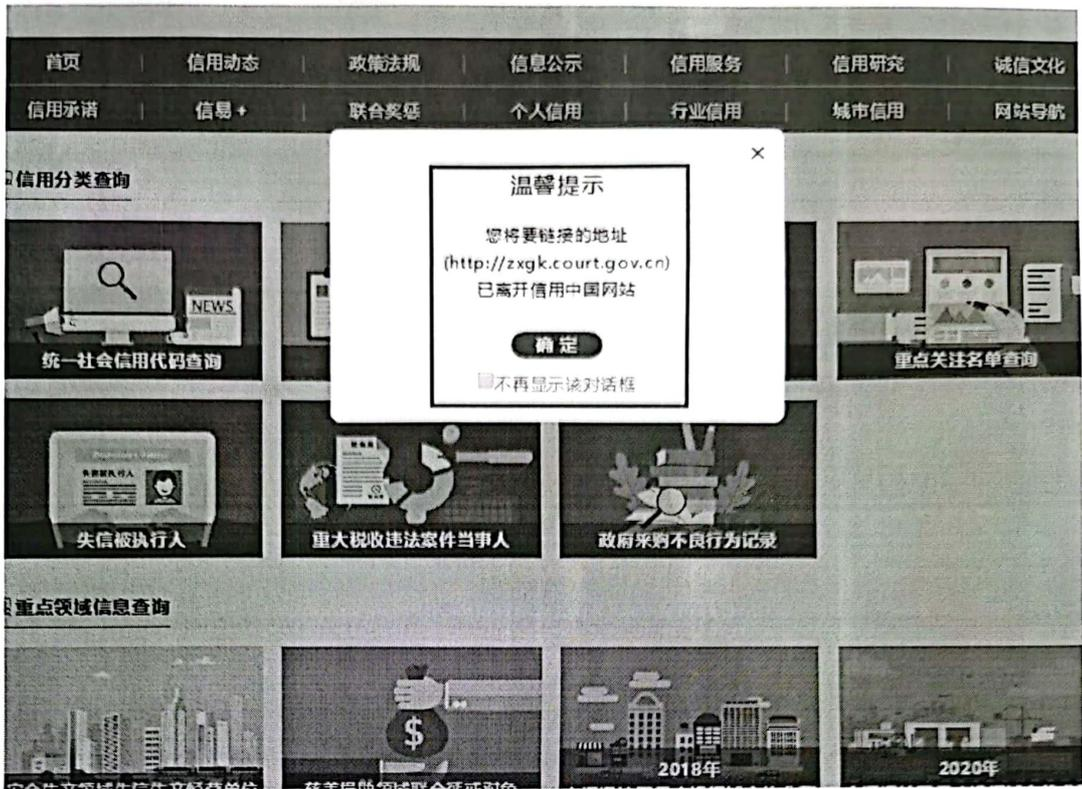 首页 信用动态 政策法规 信息公示 信用服务 信用研究 诚信文化
信用承诺 信易+ 联合奖惩 个人信用 行业信用 城市信用 网站导航
信用分类查询
×
温馨提示
您将要链接的地址
(http://zxgk.court.gov.cn)
已离开信用中国网站
确定
不再显示该对话框
NEWS
统一社会信用代码查询
重点关注名单查询
失信被执行人
失信被执行人 重大税收违法案件当事人 政府采购不良行为记录
重点领域信息查询
$
2018年 2020年